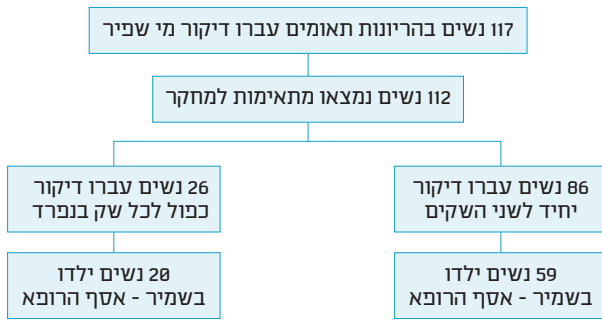 117 נשים בהריונות תאומים עברו דיקור מי שפיר
112 נשים נמצאו מתאימות למחקר
86 נשים עברו דיקור
יחיד לשני השקים
26 נשים עברו דיקור
כפול לכל שק בנפרד
59 נשים ילדו
בשמיר - אסף הרופא
20 נשים ילדו
בשמיר - אסף הרופא